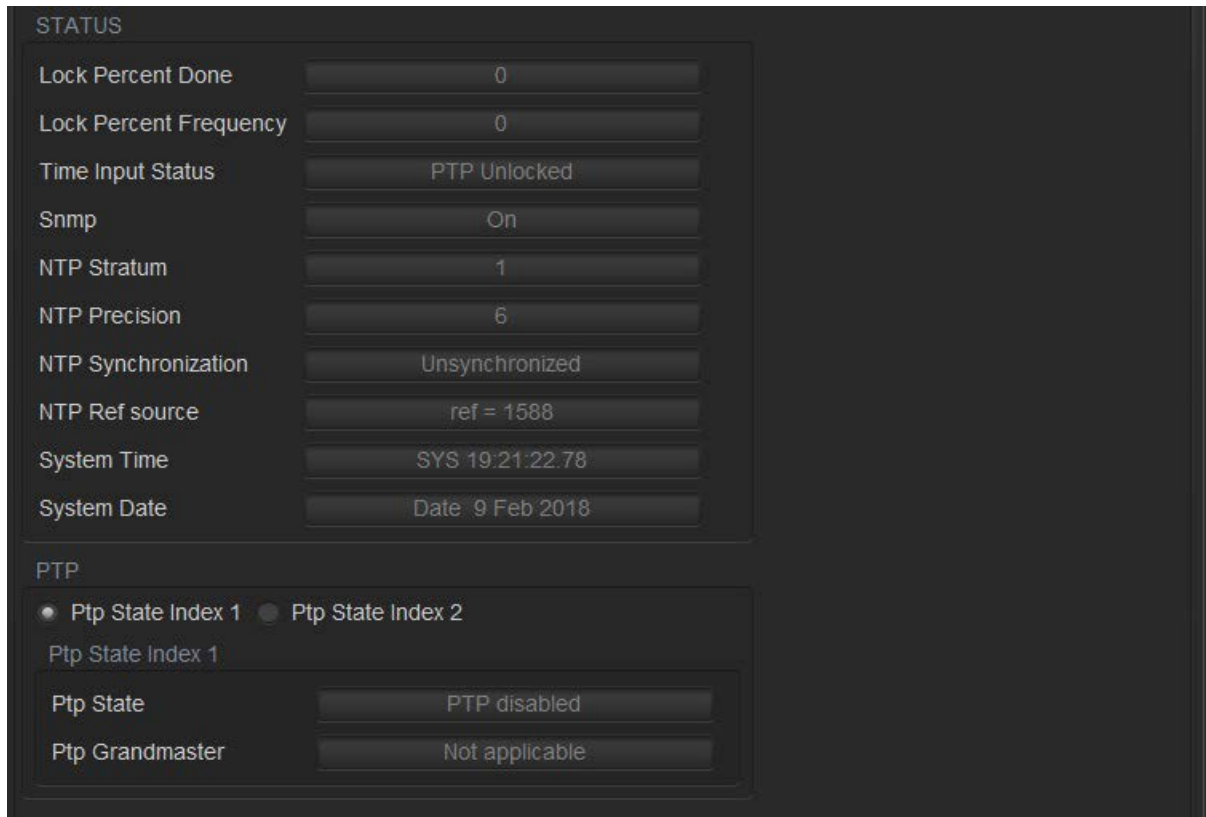 STATUS
Lock Percent Done 0
Lock Percent Frequency 0
Time Input Status PTP Unlocked
Snmp On
NTP Stratum 1
NTP Precision 6
NTP Synchronization Unsynchronized
NTP Ref source ref = 1588
System Time SYS 19:21:22.78
System Date Date 9 Feb 2018
PTP
Ptp State Index 1 Ptp State Index 2
Ptp State Index 1
Ptp State PTP disabled
Ptp Grandmaster Not applicable